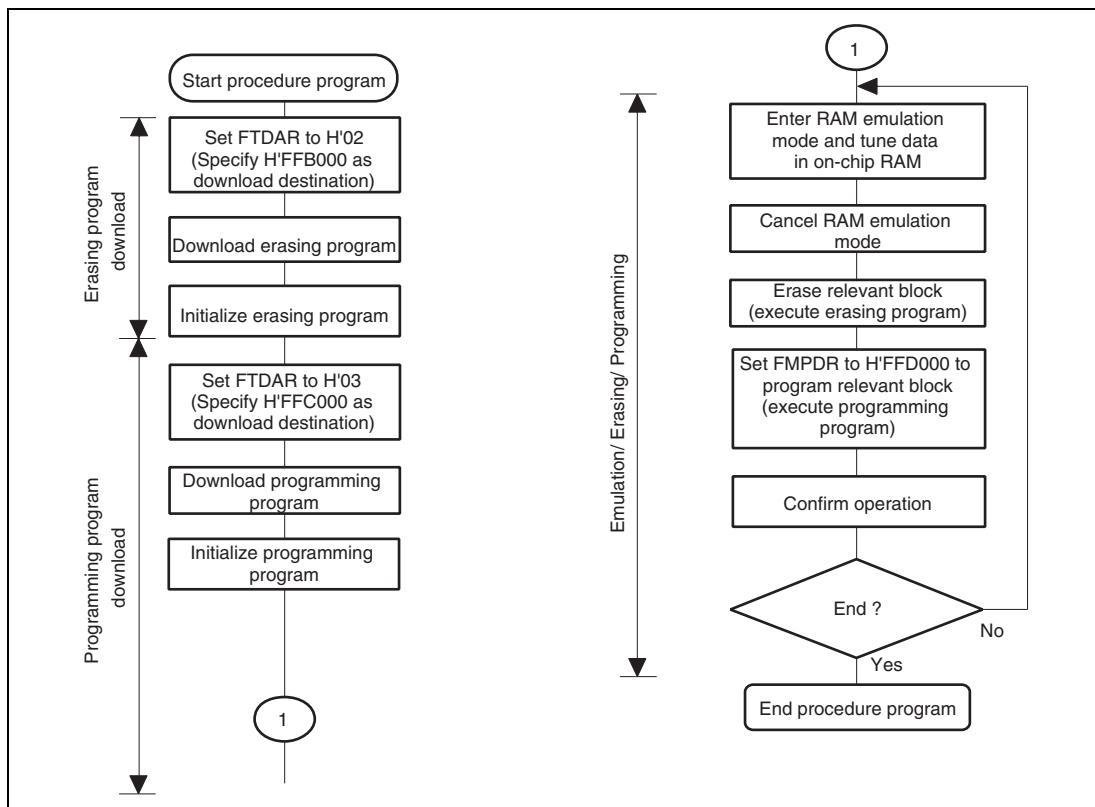 Start procedure program
Erasing program
download
Set FTDAR to H'02
(Specify H'FFB000 as
download destination)
Download erasing program
Initialize erasing program
Programming program
download
Set FTDAR to H'03
(Specify H'FFC000 as
download destination)
Download programming
program
Initialize programming
program
1
1
Emulation/ Erasing/ Programming
Enter RAM emulation
mode and tune data
in on-chip RAM
Cancel RAM emulation
mode
Erase relevant block
(execute erasing program)
Set FMPDR to H'FFD000 to
program relevant block
(execute programming
program)
Confirm operation
End ?
No
Yes
End procedure program